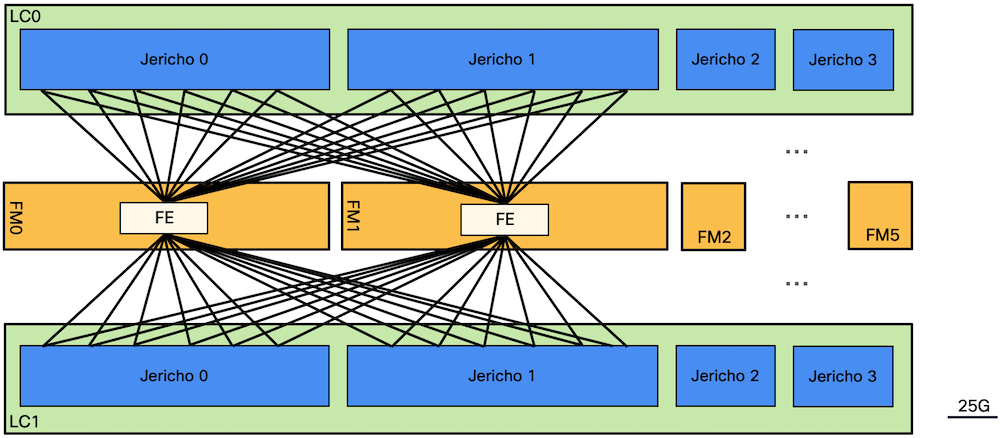 LC0
Jericho 0
Jericho 1
Jericho 2
Jericho 3
...
FM0
FE
FM1
FE
FM2
...
FM5
...
Jericho 0
Jericho 1
Jericho 2
Jericho 3
LC1
25G